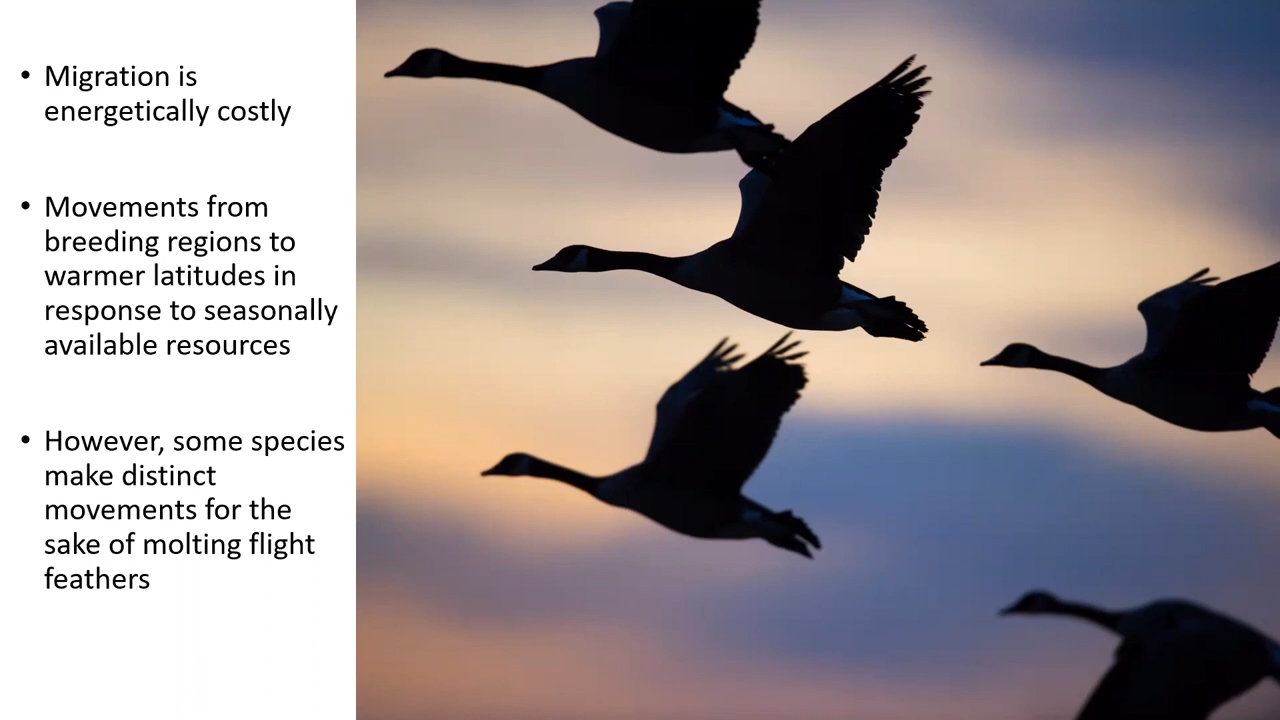 • Migration is
energetically costly
• Movements from
breeding regions to
warmer latitudes in
response to seasonally
available resources
• However, some species
make distinct
movements for the
sake of molting flight
feathers